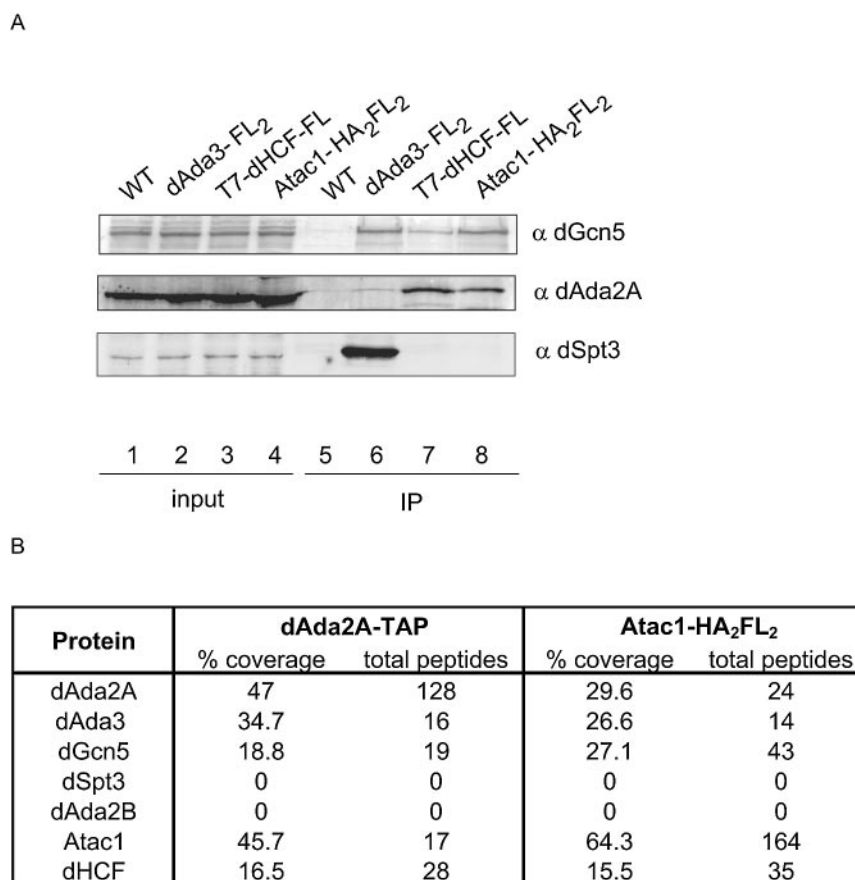 A
WT dAda3-FL₂ T7-dHCF-FL Atac1-HA₂FL₂ WT dAda3-FL₂ T7-dHCF-FL Atac1-HA₂FL₂
α dGcn5
α dAda2A
α dSpt3
1 2 3 4 5 6 7 8
input IP
B
Protein dAda2A-TAP Atac1-HA₂FL₂
% coverage total peptides % coverage total peptides
dAda2A 47 128 29.6 24
dAda3 34.7 16 26.6 14
dGcn5 18.8 19 27.1 43
dSpt3 0 0 0 0
dAda2B 0 0 0 0
Atac1 45.7 17 64.3 164
dHCF 16.5 28 15.5 35